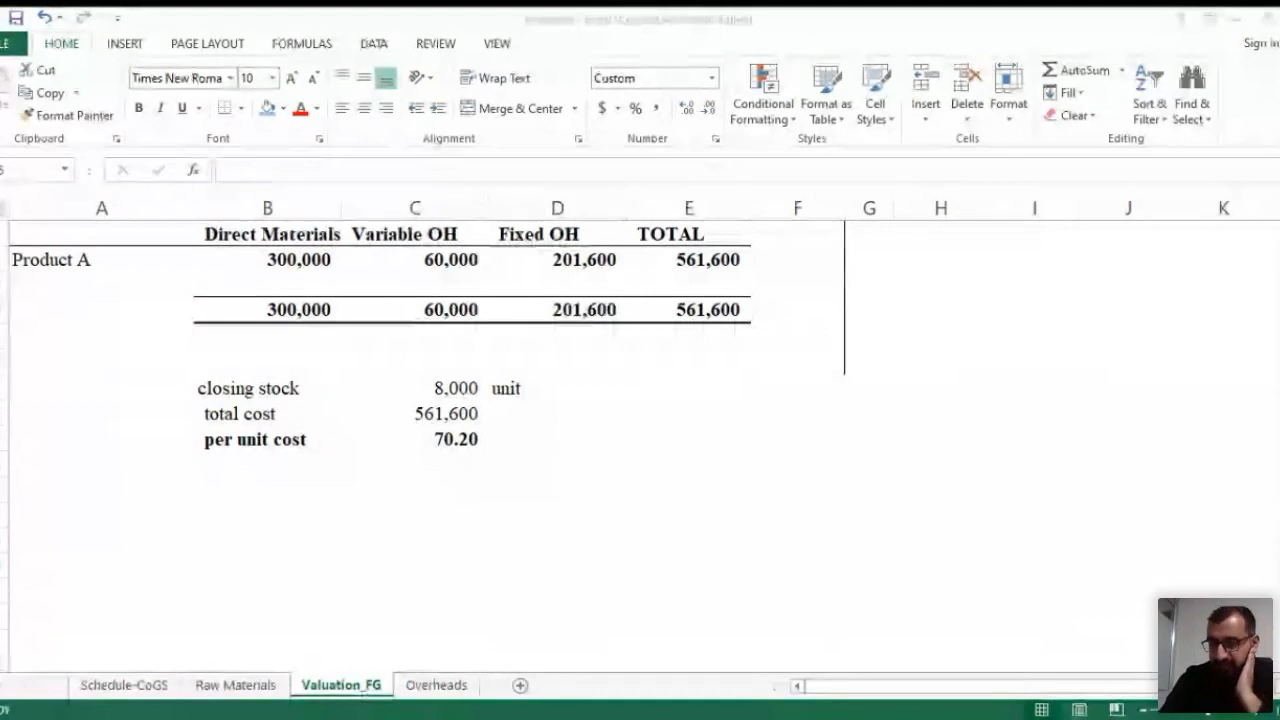 HOME INSERT PAGE LAYOUT FORMULAS DATA REVIEW VIEW Sign in
Cut
Copy
Format Painter
Clipboard
Times New Roma 10
B I U A
Font
Wrap Text
Merge & Center
Alignment
Custom
$ % ,
Number
Conditional
Formatting
Format as
Table
Cell
Styles
Styles
Insert Delete Format
Cells
AutoSum
Fill
Clear
Sort &
Filter
Find &
Select
Editing
fx
A B C D E F G H I J K
Direct Materials Variable OH Fixed OH TOTAL
Product A 300,000 60,000 201,600 561,600
300,000 60,000 201,600 561,600
closing stock 8,000 unit
total cost 561,600
per unit cost 70.20
Schedule-CoGS Raw Materials Valuation_FG Overheads